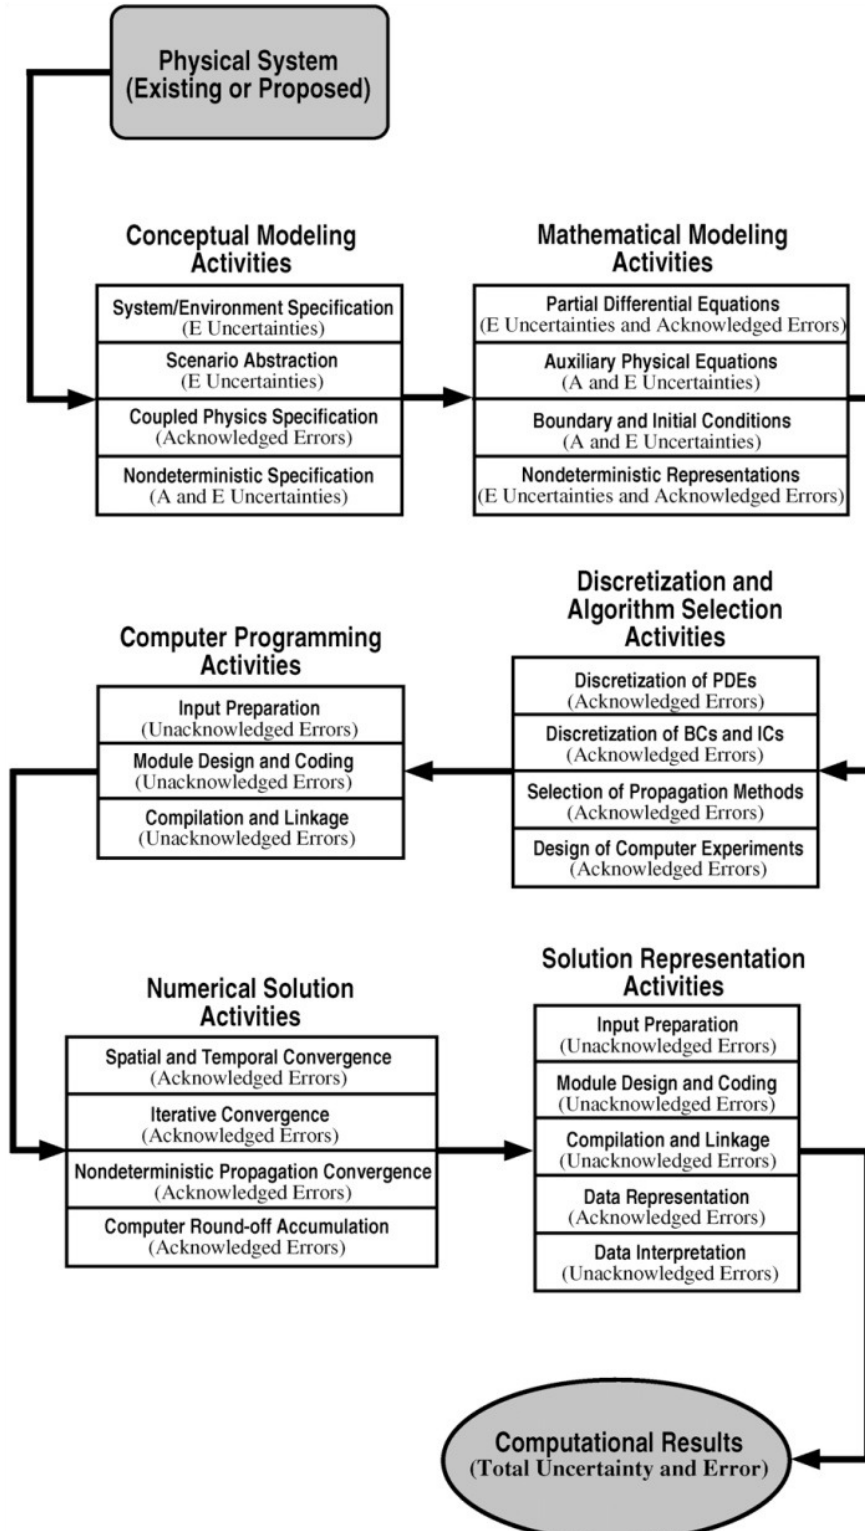 Physical System
(Existing or Proposed)
Conceptual Modeling
Activities
System/Environment Specification
(E Uncertainties)
Scenario Abstraction
(E Uncertainties)
Coupled Physics Specification
(Acknowledged Errors)
Nondeterministic Specification
(A and E Uncertainties)
Mathematical Modeling
Activities
Partial Differential Equations
(E Uncertainties and Acknowledged Errors)
Auxiliary Physical Equations
(A and E Uncertainties)
Boundary and Initial Conditions
(A and E Uncertainties)
Nondeterministic Representations
(E Uncertainties and Acknowledged Errors)
Discretization and
Algorithm Selection
Activities
Discretization of PDEs
(Acknowledged Errors)
Discretization of BCs and ICs
(Acknowledged Errors)
Selection of Propagation Methods
(Acknowledged Errors)
Design of Computer Experiments
(Acknowledged Errors)
Computer Programming
Activities
Input Preparation
(Unacknowledged Errors)
Module Design and Coding
(Unacknowledged Errors)
Compilation and Linkage
(Unacknowledged Errors)
Numerical Solution
Activities
Spatial and Temporal Convergence
(Acknowledged Errors)
Iterative Convergence
(Acknowledged Errors)
Nondeterministic Propagation Convergence
(Acknowledged Errors)
Computer Round-off Accumulation
(Acknowledged Errors)
Solution Representation
Activities
Input Preparation
(Unacknowledged Errors)
Module Design and Coding
(Unacknowledged Errors)
Compilation and Linkage
(Unacknowledged Errors)
Data Representation
(Acknowledged Errors)
Data Interpretation
(Unacknowledged Errors)
Computational Results
(Total Uncertainty and Error)